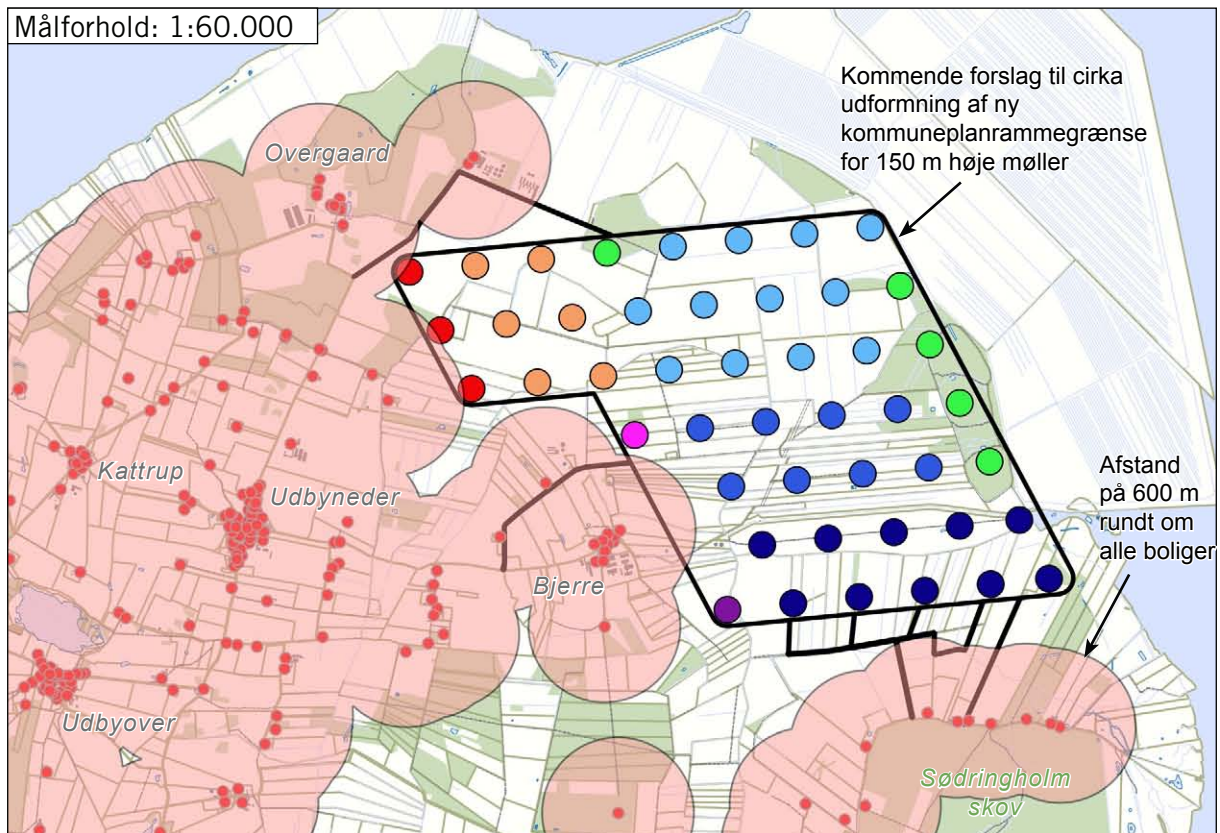 Målforhold: 1:60.000
Kommende forslag til cirka
udformning af ny
kommuneplanrammegrænse
for 150 m høje møller
Overgaard
Kattrup
Udbyneder
Bjerre
Afstand
på 600 m
rundt om
alle boliger
Udbyover
Sødringholm
skov